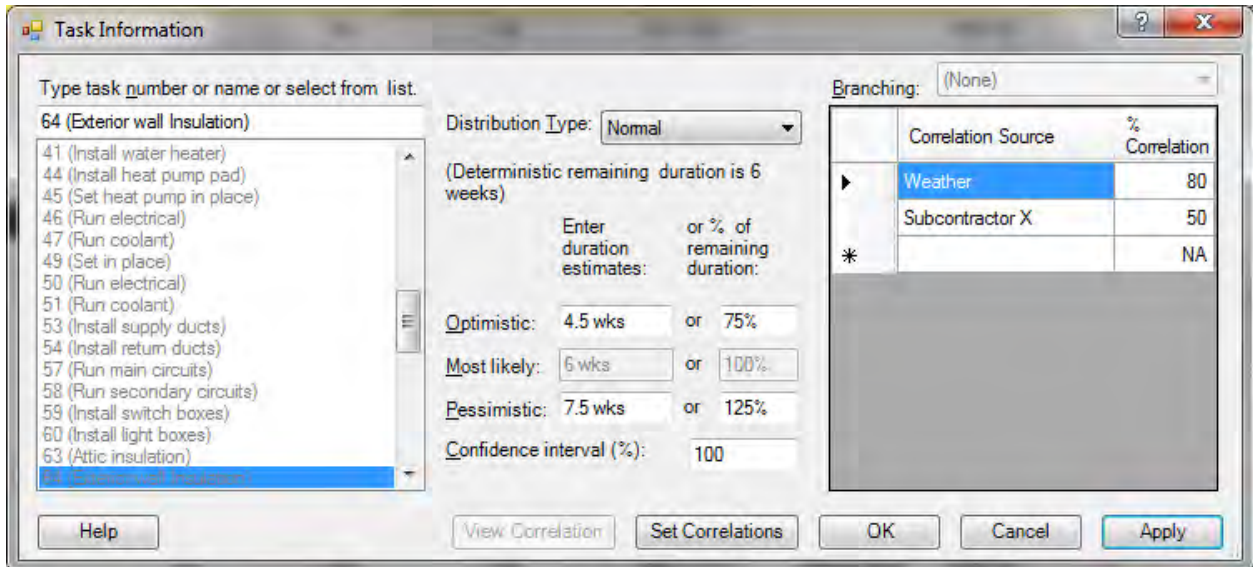 Task Information
Type task number or name or select from list.
64 (Exterior wall Insulation)
41 (Install water heater)
44 (Install heat pump pad)
45 (Set heat pump in place)
46 (Run electrical)
47 (Run coolant)
49 (Set in place)
50 (Run electrical)
51 (Run coolant)
53 (Install supply ducts)
54 (Install return ducts)
57 (Run main circuits)
58 (Run secondary circuits)
59 (Install switch boxes)
60 (Install light boxes)
63 (Attic insulation)
Distribution Type: Normal
(Deterministic remaining duration is 6
weeks)
Enter
duration
estimates:
or % of
remaining
duration:
Optimistic: 4.5 wks or 75%
Most likely: 6 wks or 100%
Pessimistic: 7.5 wks or 125%
Confidence interval (%): 100
Branching: (None)
Correlation Source
%
Correlation
Weather 80
Subcontractor X 50
NA
Help
View Correlation
Set Correlations
OK
Cancel
Apply